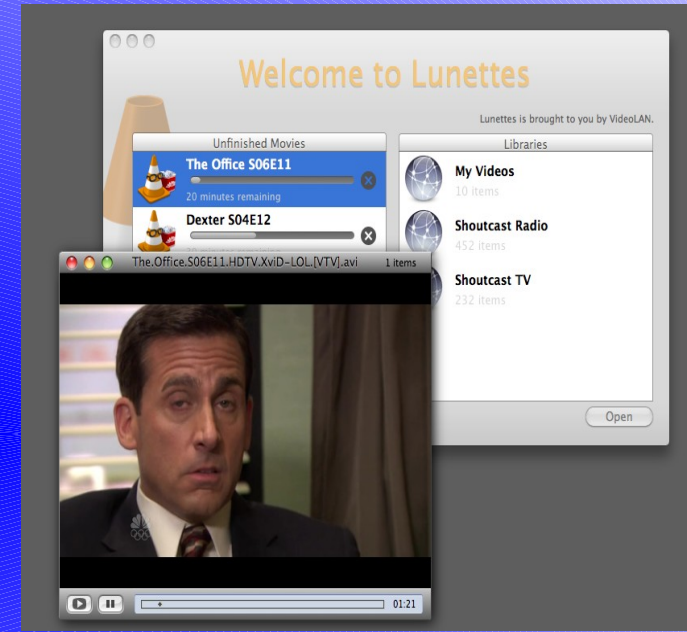 Welcome to Lunettes
Lunettes is brought to you by VideoLAN.
Unfinished Movies
The Office S06E11
20 minutes remaining
Dexter S04E12
Libraries
My Videos
10 items
Shoutcast Radio
452 items
Shoutcast TV
232 items
Open
The.Office.S06E11.HDTV.XviD-LOL.[VTV].avi 1 items
01:21